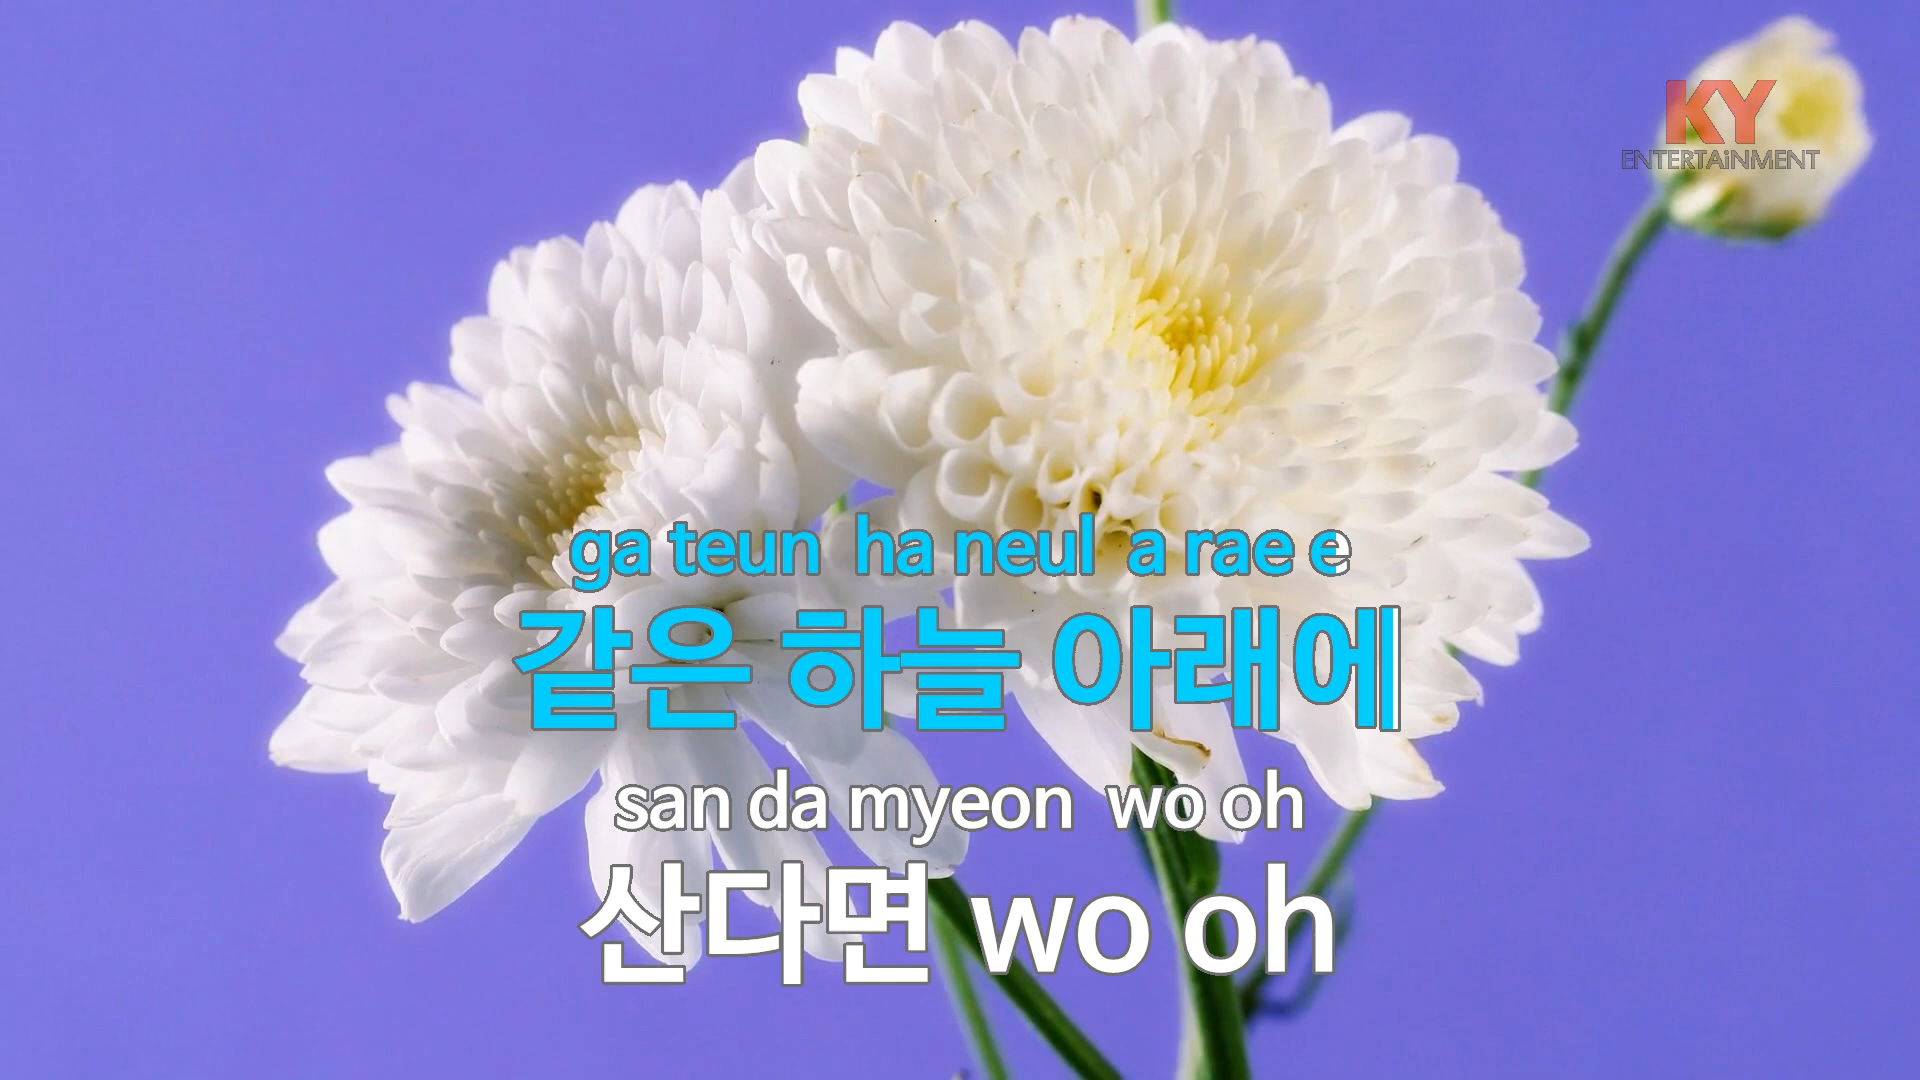 KY
ENTERTAiNMENT
ga teun ha neul a rae e
같은 하늘 아래에
san da myeon wo oh
산다면 wo oh